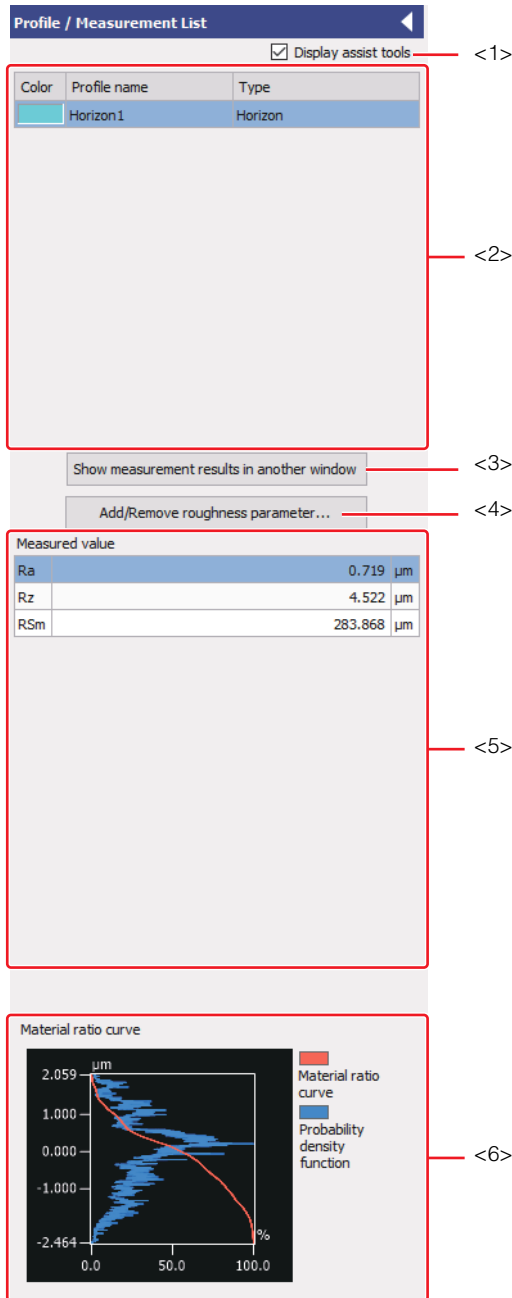 Profile / Measurement List
Display assist tools
<1>
Color Profile name Type
Horizon1 Horizon
<2>
Show measurement results in another window
<3>
Add/Remove roughness parameter...
<4>
Measured value
Ra 0.719 µm
Rz 4.522 µm
RSm 283.868 µm
<5>
Material ratio curve
µm
2.059
1.000
0.000
-1.000
-2.464
%
0.0 50.0 100.0
Material ratio
curve
Probability
density
function
<6>